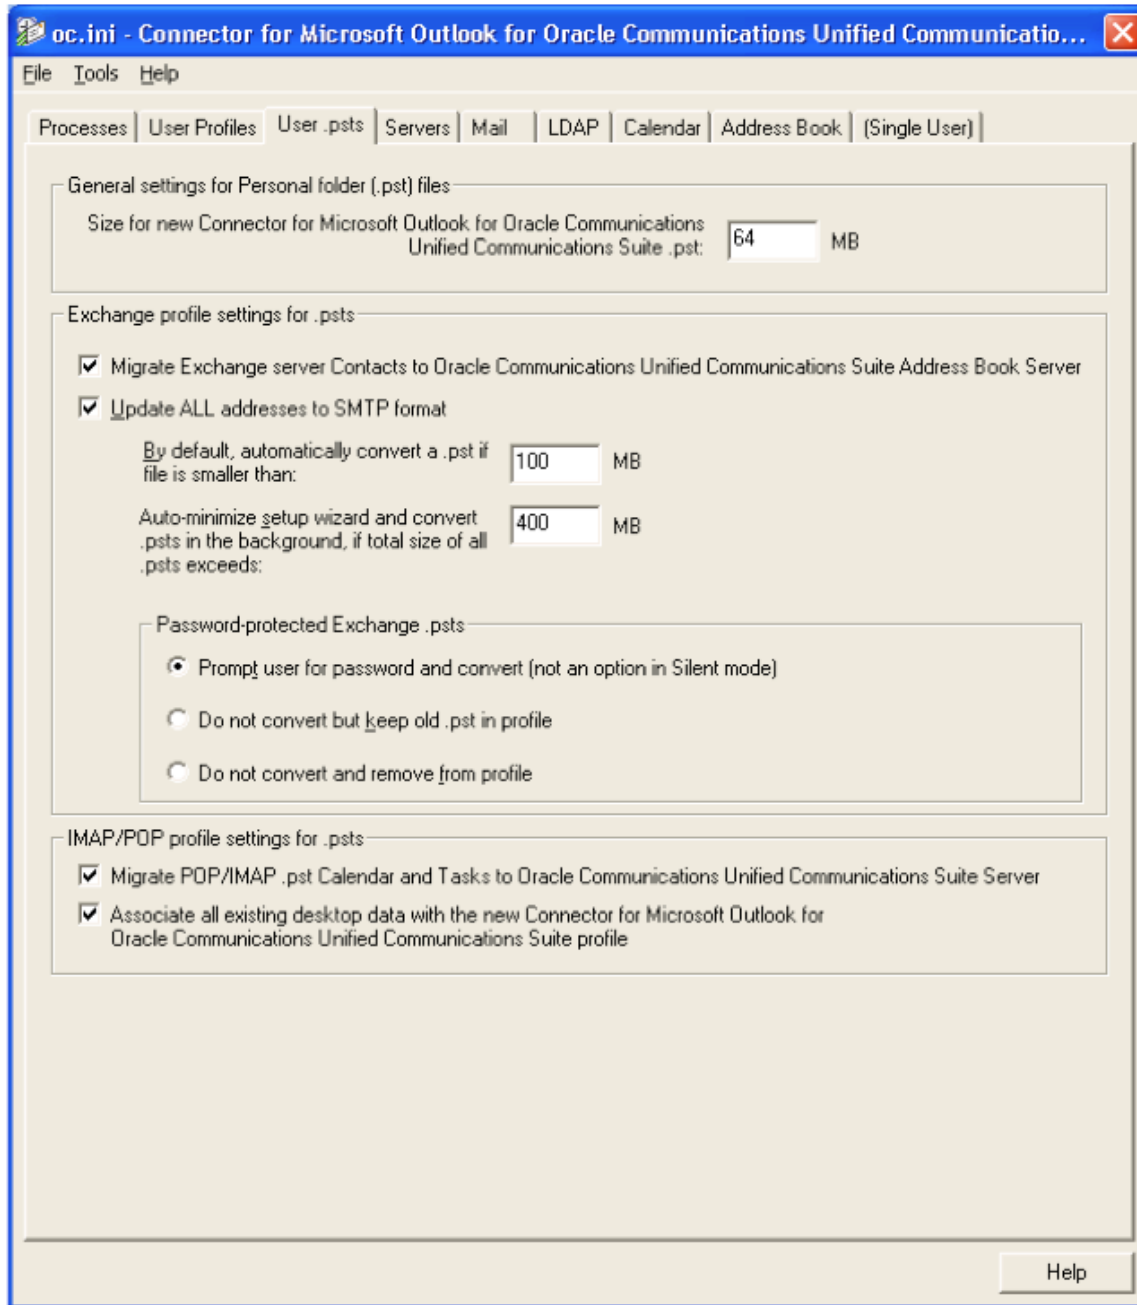 oc.ini - Connector for Microsoft Outlook for Oracle Communications Unified Communicatio...
File Tools Help
Processes User Profiles User .psts Servers Mail LDAP Calendar Address Book (Single User)
General settings for Personal folder (.pst) files
Size for new Connector for Microsoft Outlook for Oracle Communications
Unified Communications Suite .pst: 64 MB
Exchange profile settings for .psts
Migrate Exchange server Contacts to Oracle Communications Unified Communications Suite Address Book Server
Update ALL addresses to SMTP format
By default, automatically convert a .pst if
file is smaller than: 100 MB
Auto-minimize setup wizard and convert
.psts in the background, if total size of all
.psts exceeds: 400 MB
Password-protected Exchange .psts
Prompt user for password and convert (not an option in Silent mode)
Do not convert but keep old .pst in profile
Do not convert and remove from profile
IMAP/POP profile settings for .psts
Migrate POP/IMAP .pst Calendar and Tasks to Oracle Communications Unified Communications Suite Server
Associate all existing desktop data with the new Connector for Microsoft Outlook for
Oracle Communications Unified Communications Suite profile
Help